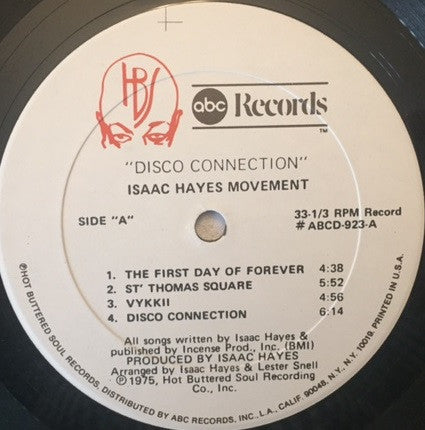 HBS
abc Records
TM
"DISCO CONNECTION"
ISAAC HAYES MOVEMENT
SIDE "A"
33-1/3 RPM Record
# ABCD-923-A
1. THE FIRST DAY OF FOREVER 4:38
2. ST' THOMAS SQUARE 5:52
3. VYKKII 4:56
4. DISCO CONNECTION 6:14
All songs written by Isaac Hayes &
published by Incense Prod., Inc. (BMI)
PRODUCED BY ISAAC HAYES
Arranged by Isaac Hayes & Lester Snell
℗1975, Hot Buttered Soul Recording
Co., Inc.
©HOT BUTTERED SOUL RECORDS. DISTRIBUTED BY ABC RECORDS, INC., L.A., CALIF. 90048, N.Y., N.Y. 10019. PRINTED IN U.S.A.